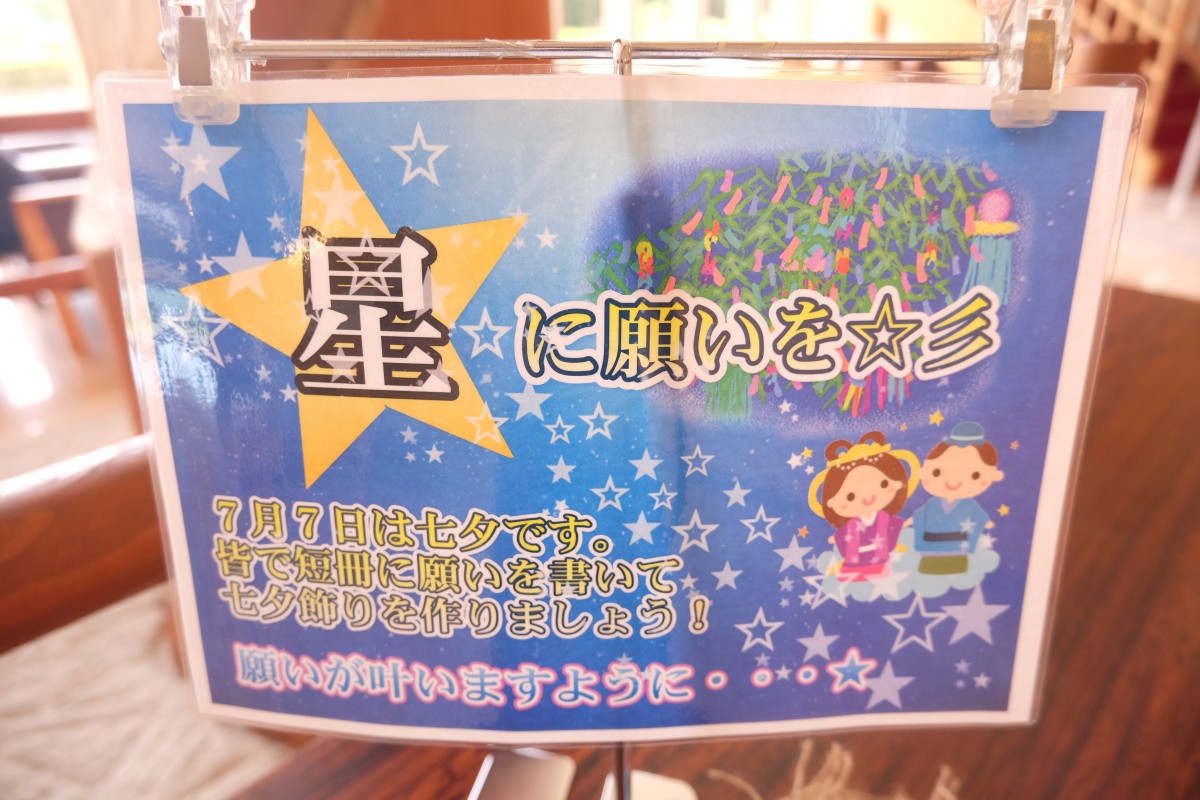 星に願いを☆彡
７月７日は七夕です。
皆で短冊に願いを書いて
七夕飾りを作りましょう！
願いが叶いますように・・・★